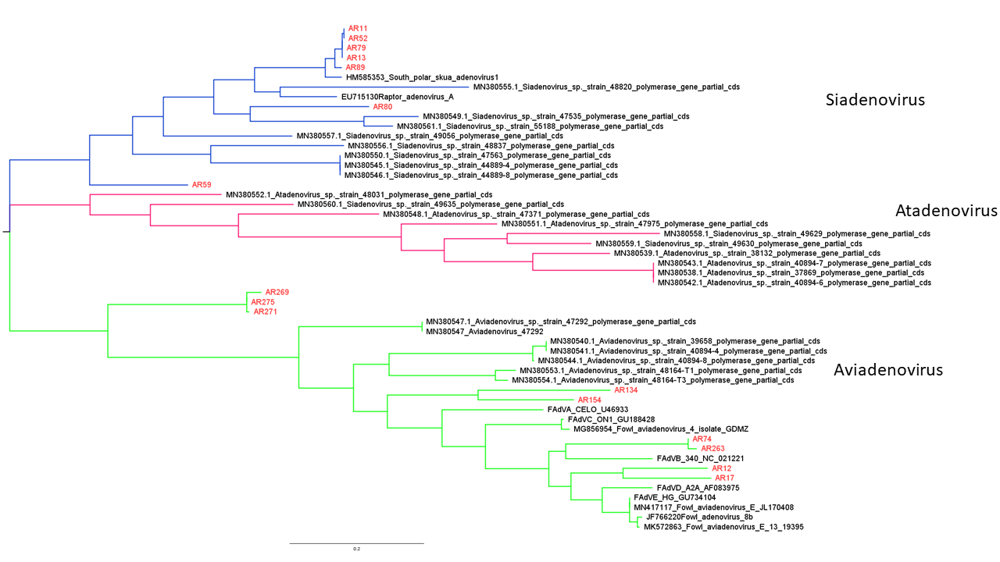 AR11
AR52
AR79
AR13
AR89
HM585353_South_polar_skua_adenovirus1
MN380555.1_Siadenovirus_sp._strain_48820_polymerase_gene_partial_cds
EU715130Raptor_adenovirus_A
Siadenovirus
AR80
MN380549.1_Siadenovirus_sp._strain_47535_polymerase_gene_partial_cds
MN380561.1_Siadenovirus_sp._strain_55188_polymerase_gene_partial_cds
MN380557.1_Siadenovirus_sp._strain_49056_polymerase_gene_partial_cds
MN380556.1_Siadenovirus_sp._strain_48837_polymerase_gene_partial_cds
MN380550.1_Siadenovirus_sp._strain_47563_polymerase_gene_partial_cds
MN380545.1_Siadenovirus_sp._strain_44889-4_polymerase_gene_partial_cds
MN380546.1_Siadenovirus_sp._strain_44889-8_polymerase_gene_partial_cds
AR59
MN380552.1_Atadenovirus_sp._strain_48031_polymerase_gene_partial_cds
MN380560.1_Siadenovirus_sp._strain_49635_polymerase_gene_partial_cds
Atadenovirus
MN380548.1_Atadenovirus_sp._strain_47371_polymerase_gene_partial_cds
MN380551.1_Atadenovirus_sp._strain_47975_polymerase_gene_partial_cds
MN380558.1_Siadenovirus_sp._strain_49629_polymerase_gene_partial_cds
MN380559.1_Siadenovirus_sp._strain_49630_polymerase_gene_partial_cds
MN380539.1_Atadenovirus_sp._strain_38132_polymerase_gene_partial_cds
MN380543.1_Atadenovirus_sp._strain_40894-7_polymerase_gene_partial_cds
MN380538.1_Atadenovirus_sp._strain_37869_polymerase_gene_partial_cds
MN380542.1_Atadenovirus_sp._strain_40894-6_polymerase_gene_partial_cds
AR269
AR275
AR271
MN380547.1_Aviadenovirus_sp._strain_47292_polymerase_gene_partial_cds
MN380547_Aviadenovirus_47292
MN380540.1_Aviadenovirus_sp._strain_39658_polymerase_gene_partial_cds
MN380541.1_Aviadenovirus_sp._strain_40894-4_polymerase_gene_partial_cds
MN380544.1_Aviadenovirus_sp._strain_40894-8_polymerase_gene_partial_cds
MN380553.1_Aviadenovirus_sp._strain_48164-T1_polymerase_gene_partial_cds
Aviadenovirus
MN380554.1_Aviadenovirus_sp._strain_48164-T3_polymerase_gene_partial_cds
AR134
AR154
FAdVA_CELO_U46933
FAdVC_ON1_GU188428
MG856954_Fowl_aviadenovirus_4_isolate_GDMZ
AR74
AR263
FAdVB_340_NC_021221
AR12
AR17
FAdVD_A2A_AF083975
FAdVE_HG_GU734104
MN417117_Fowl_aviadenovirus_E_JL170408
JF766220Fowl_adenovirus_8b
MK572863_Fowl_aviadenovirus_E_13_19395
0.2